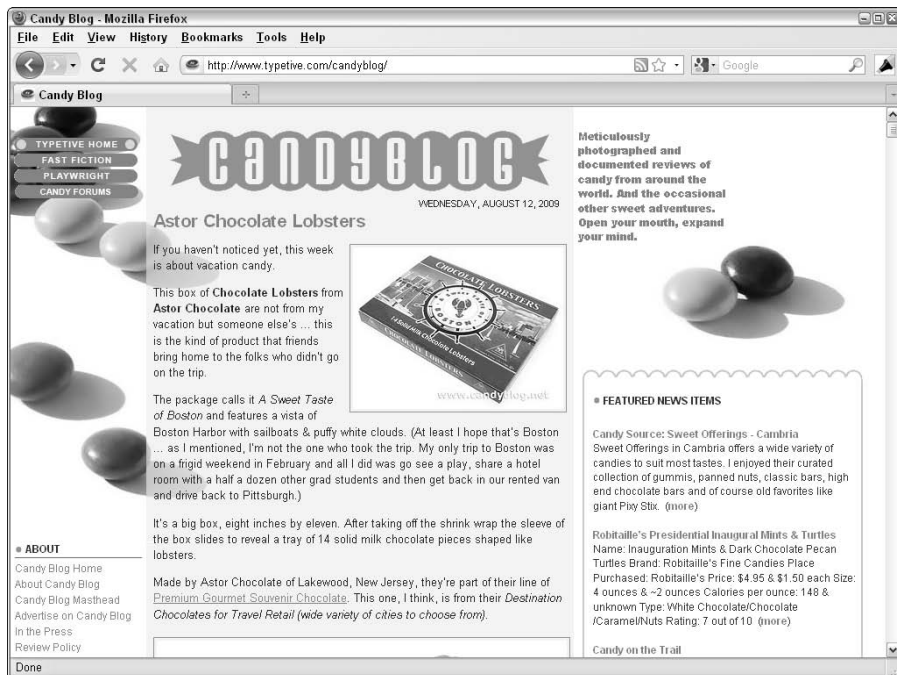 Candy Blog - Mozilla Firefox
File Edit View History Bookmarks Tools Help
http://www.typetive.com/candyblog/
Google
Candy Blog
TYPETIVE HOME
FAST FICTION
PLAYWRIGHT
CANDY FORUMS
CANDYBLOG
WEDNESDAY, AUGUST 12, 2009
Astor Chocolate Lobsters
If you haven't noticed yet, this week
is about vacation candy.
This box of Chocolate Lobsters from
Astor Chocolate are not from my
vacation but someone else's ... this
is the kind of product that friends
bring home to the folks who didn't go
on the trip.
CHOCOLATE LOBSTERS
A SWEET TASTE
BOSTON
14 Solid Milk Chocolate Lobsters
CHOCOLATE LOBSTERS
www.candyblog.net
The package calls it A Sweet Taste
of Boston and features a vista of
Boston Harbor with sailboats & puffy white clouds. (At least I hope that's Boston
... as I mentioned, I'm not the one who took the trip. My only trip to Boston was
on a frigid weekend in February and all I did was go see a play, share a hotel
room with a half a dozen other grad students and then get back in our rented van
and drive back to Pittsburgh.)
It's a big box, eight inches by eleven. After taking off the shrink wrap the sleeve of
the box slides to reveal a tray of 14 solid milk chocolate pieces shaped like
lobsters.
Made by Astor Chocolate of Lakewood, New Jersey, they're part of their line of
Premium Gourmet Souvenir Chocolate. This one, I think, is from their Destination
Chocolates for Travel Retail (wide variety of cities to choose from).
ABOUT
Candy Blog Home
About Candy Blog
Candy Blog Masthead
Advertise on Candy Blog
In the Press
Review Policy
Meticulously
photographed and
documented reviews of
candy from around the
world. And the occasional
other sweet adventures.
Open your mouth, expand
your mind.
FEATURED NEWS ITEMS
Candy Source: Sweet Offerings - Cambria
Sweet Offerings in Cambria offers a wide variety of
candies to suit most tastes. I enjoyed their curated
collection of gummis, panned nuts, classic bars, high
end chocolate bars and of course old favorites like
giant Pixy Stix. (more)
Robitaille's Presidential Inaugural Mints & Turtles
Name: Inauguration Mints & Dark Chocolate Pecan
Turtles Brand: Robitaille's Fine Candies Place
Purchased: Robitaille's Price: $4.95 & $1.50 each Size:
4 ounces & ~2 ounces Calories per ounce: 148 &
unknown Type: White Chocolate/Chocolate
/Caramel/Nuts Rating: 7 out of 10 (more)
Candy on the Trail
Done